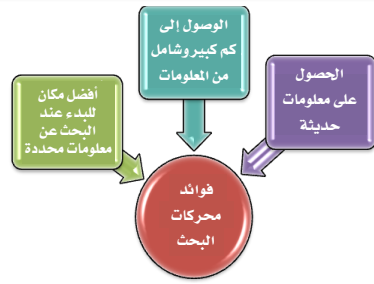 الحصول
على معلومات
حديثة
الوصول إلى
كم كبير وشامل
من المعلومات
أفضل مكان
للبدء عند
البحث عن
معلومات محددة
فوائد
محركات
البحث